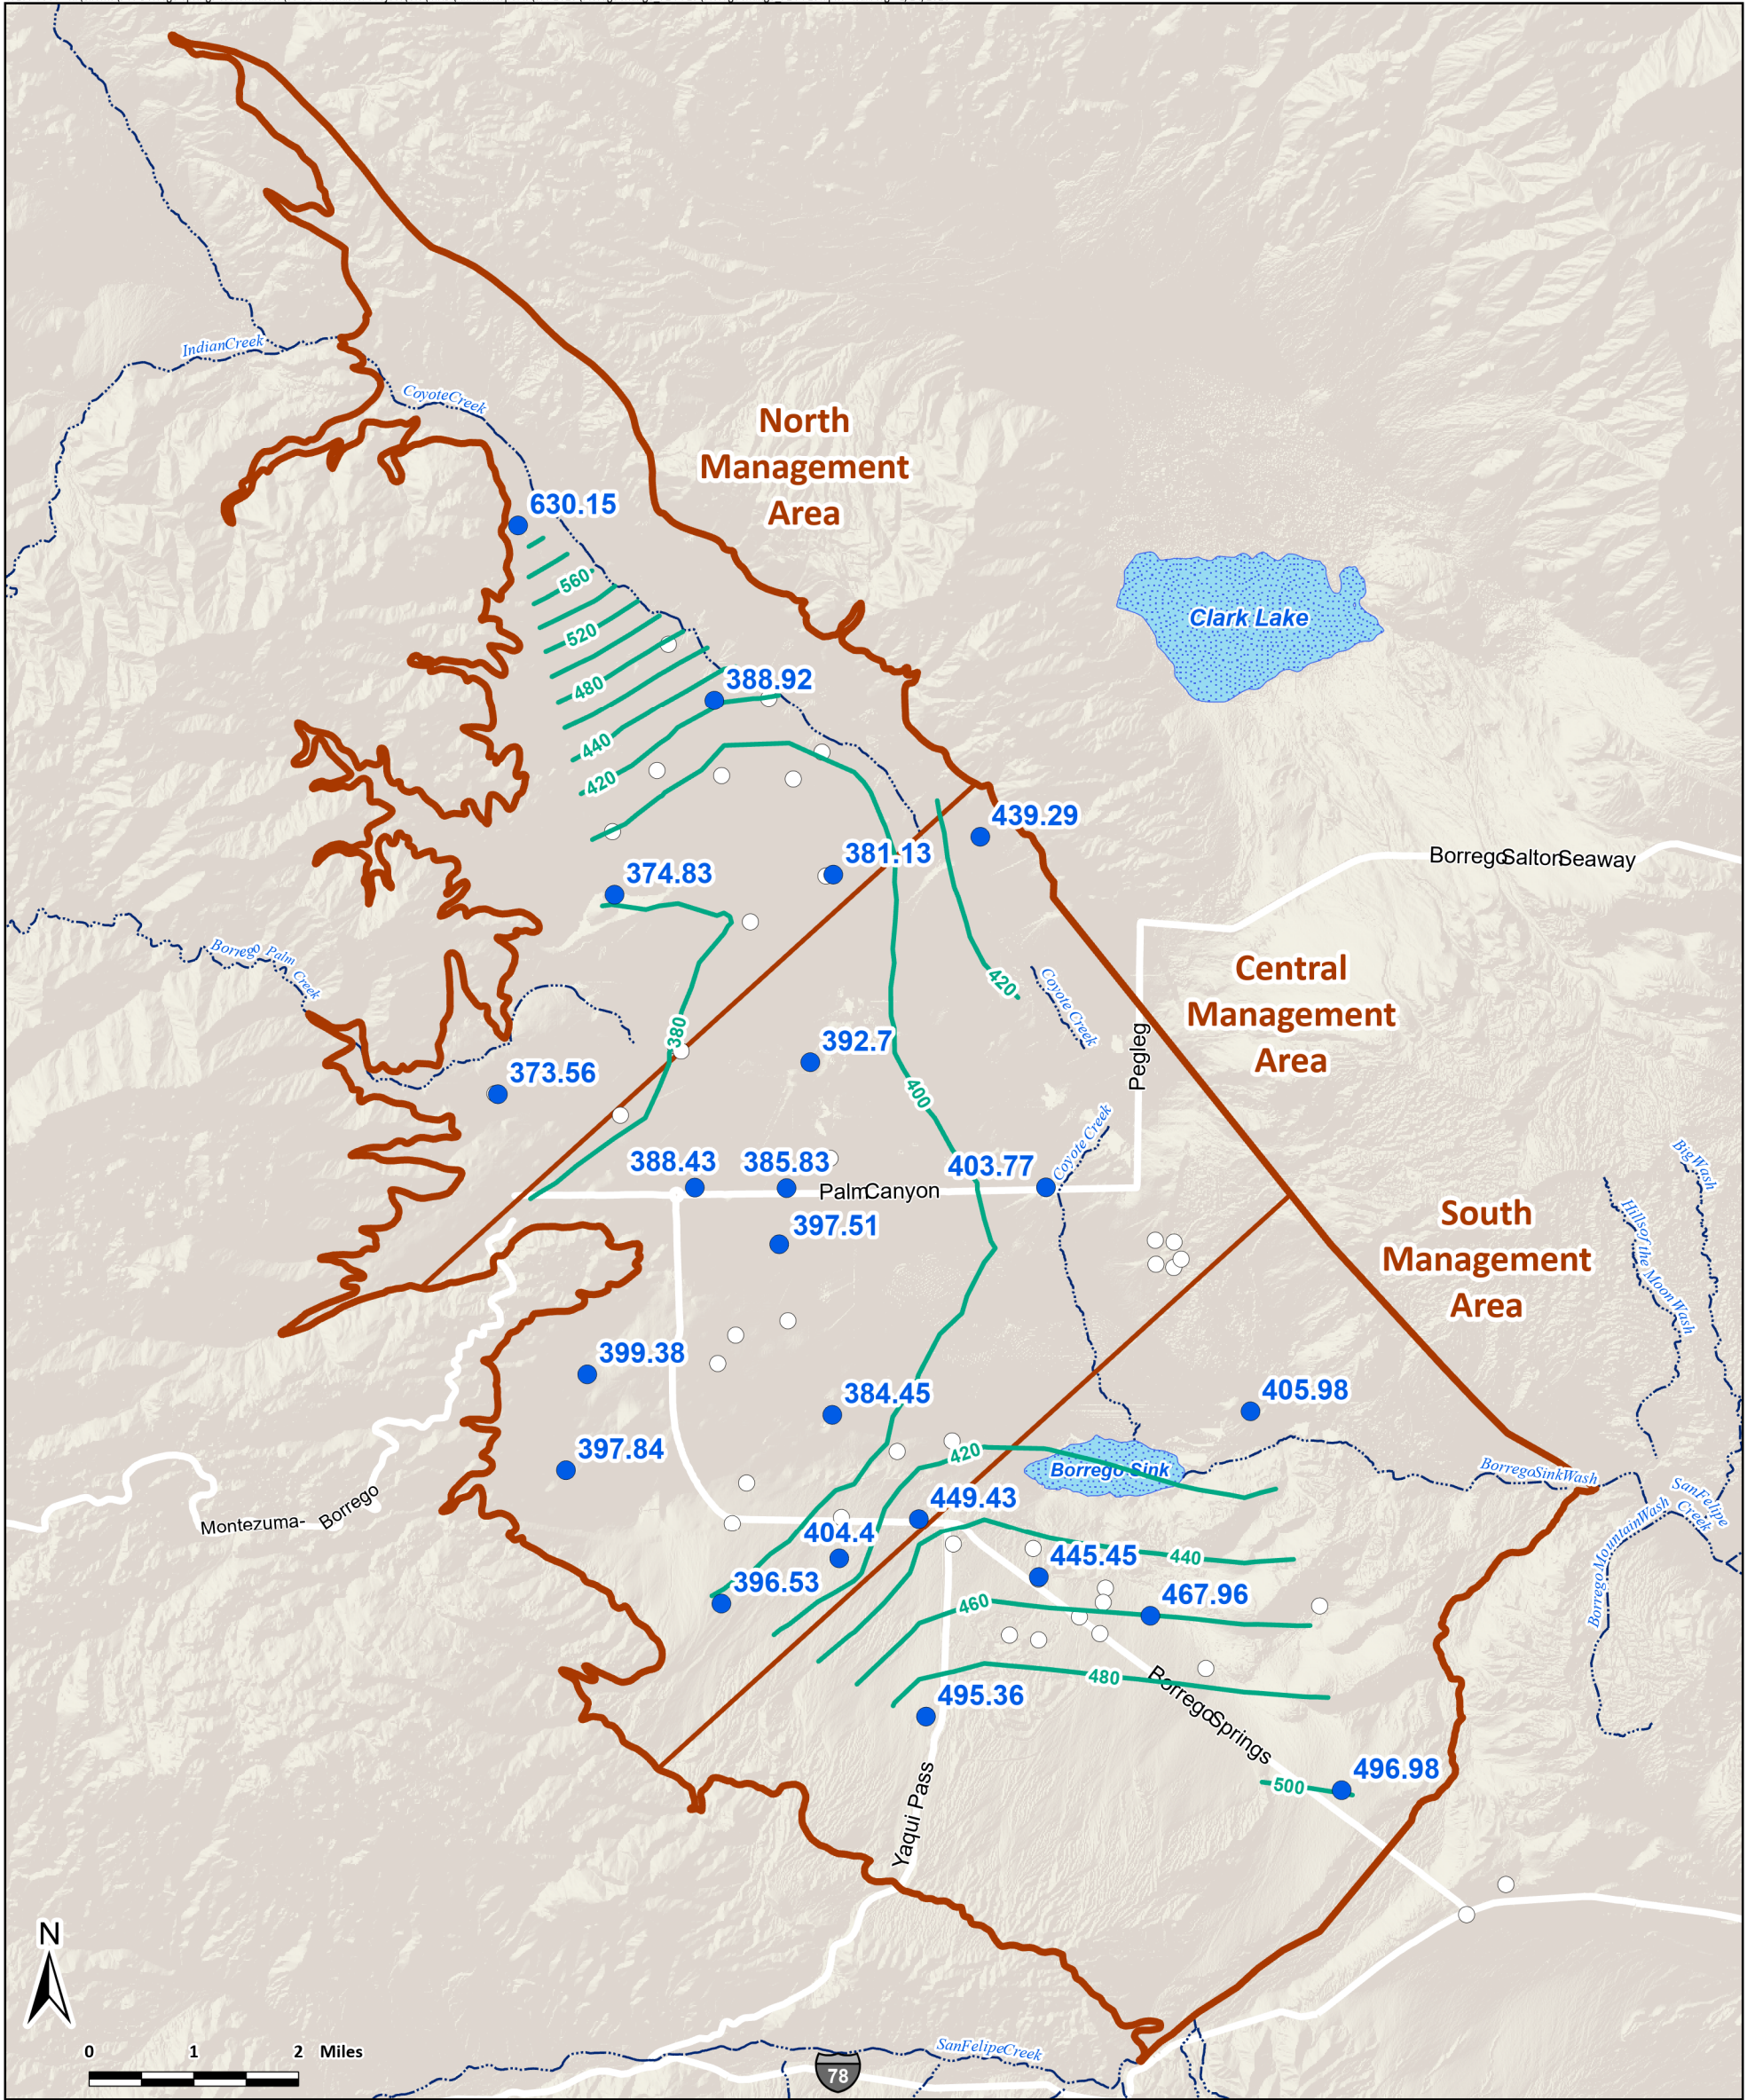 IndianCreek
CoyoteCreek
North
Management
Area
630.15
560
520
480
388.92
440
420
Clark Lake
439.29
381.13
374.83
BorregoSaltonSeaway
Borrego Palm Creek
Central
Management
Area
420
Coyote Creek
380
392.7
Pegleg
373.56
400
Coyote Creek
388.43
385.83
403.77
PalmCanyon
BigWash
397.51
South
Management
Area
Hillsof the MoonWash
399.38
384.45
405.98
397.84
420
Borrego Sink
BorregoSinkWash
SanFelipe
Creek
449.43
Montezuma-
Borrego
404.4
440
445.45
396.53
467.96
460
BorregoMountainWash
480
495.36
BorregoSprings
496.98
500
Yaqui Pass
N
0 1 2 Miles
SanFelipeCreek
78